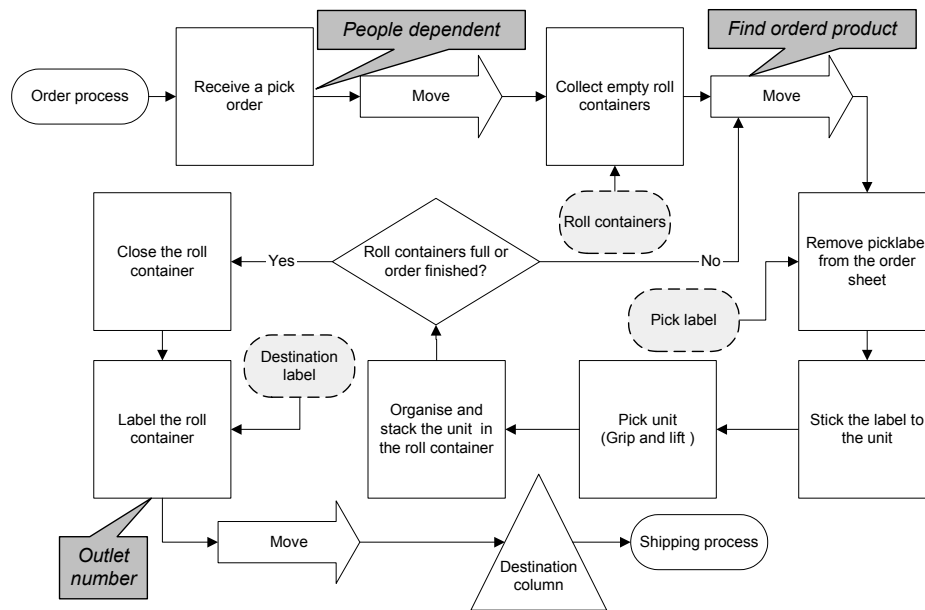 People dependent
Find orderd product
Order process
Receive a pick
order
Move
Collect empty roll
containers
Move
Roll containers
Close the roll
container
Yes
Roll containers full or
order finished?
No
Remove picklabel
from the order
sheet
Pick label
Destination
label
Label the roll
container
Organise and
stack the unit in
the roll container
Pick unit
(Grip and lift )
Stick the label to
the unit
Outlet
number
Move
Destination
column
Shipping process